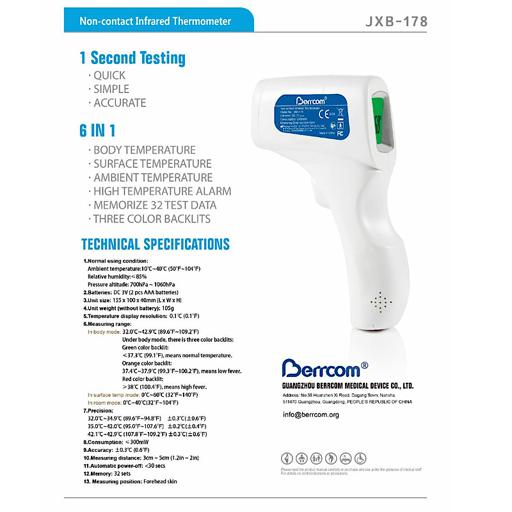 Non-contact Infrared Thermometer
JXB-178
1 Second Testing
· QUICK
· SIMPLE
· ACCURATE
6 IN 1
· BODY TEMPERATURE
· SURFACE TEMPERATURE
· AMBIENT TEMPERATURE
· HIGH TEMPERATURE ALARM
· MEMORIZE 32 TEST DATA
· THREE COLOR BACKLITS
Berrcom®
TECHNICAL SPECIFICATIONS
1.Normal using condition:
Ambient temperature:10℃~40℃ (50℉~104℉)
Relative humidity:<85%
Pressure altitude: 700hPa ~ 1060hPa
2.Batteries: DC 3V (2 pcs AAA batteries)
3.Unit size: 155 x 100 x 40mm (L x W x H)
4.Unit weight (without battery): 105g
5.Temperature display resolution: 0.1℃ (0.1℉)
6.Measuring range:
In body mode: 32.0℃~42.9℃ (89.6℉~109.2℉)
Under body mode, there is three color backlits:
Green color backlit:
<37.3℃ (99.1℉), means normal temperature.
Orange color backlit:
37.4℃~37.9℃ (99.3℉~100.2℉), means low fever.
Red color backlit:
>38℃ (100.4℉), means high fever.
In surface temp mode: 0℃~60℃ (32℉~140℉)
In room mode: 0℃~40℃(32℉~104℉)
7.Precision:
32.0℃~34.9℃ (89.6℉~94.8℉) ±0.3℃(±0.6℉)
35.0℃~42.0℃ (95.0℉~107.6℉) ±0.2℃(±0.4℉)
42.1℃~42.9℃ (107.8℉~109.2℉) ±0.3℃(±0.6℉)
8.Consumption: <300mW
9.Accuracy: ±0.3℃ (0.6℉)
10.Measuring distance: 3cm ~ 5cm (1.2in ~ 2in)
11.Automatic power-off: <30 secs
12.Memory: 32 sets
13. Measuring position: Forehead skin
Berrcom®
GUANGZHOU BERRCOM MEDICAL DEVICE CO., LTD.
Address: No.38 Huanzhen Xi Road, Dagang Town, Nansha,
511470 Guangzhou, Guangdong, PEOPLE'S REPUBLIC OF CHINA
info@berrcom.org